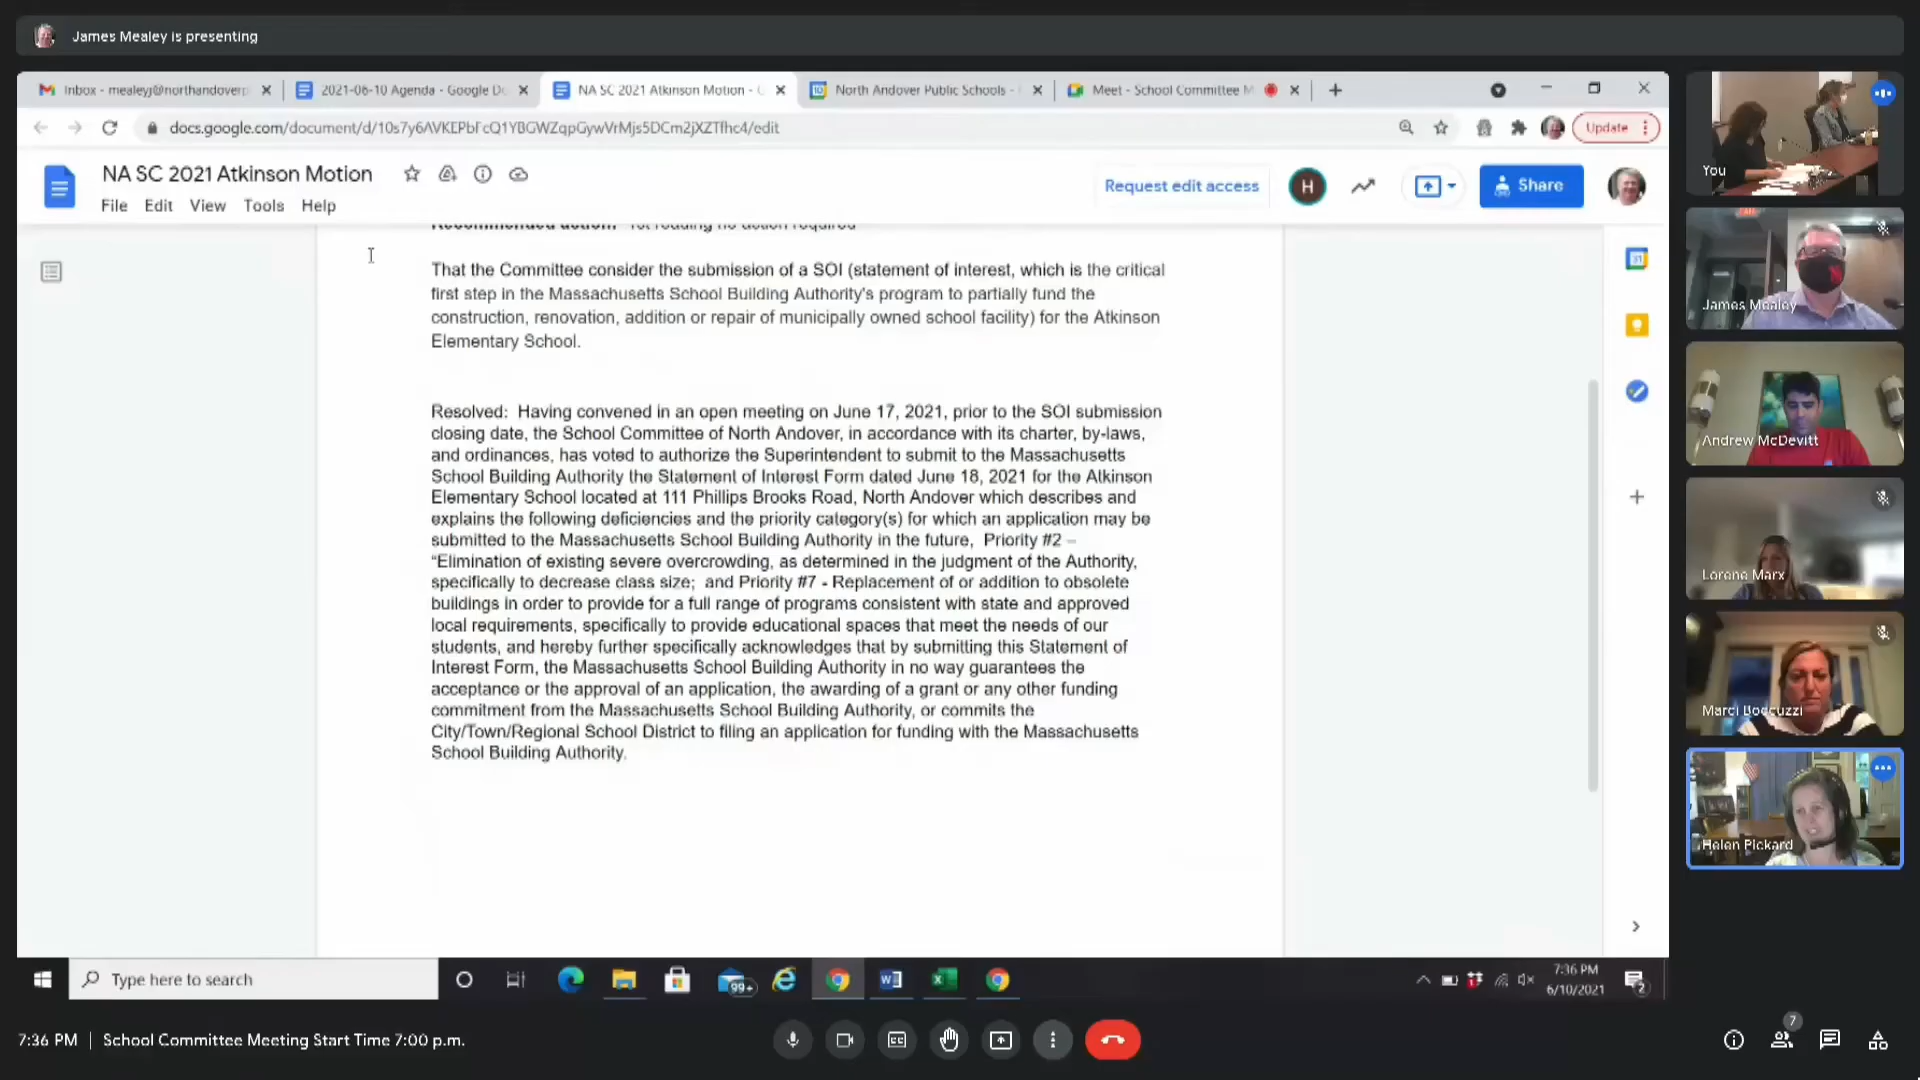 James Mealey is presenting
Inbox - mealeyj@northandoverp
2021-06-10 Agenda - Google Do
NA SC 2021 Atkinson Motion - G
North Andover Public Schools -
Meet - School Committee M
Update
NA SC 2021 Atkinson Motion
File Edit View Tools Help
Request edit access
H
Share
Recommended action: 1st reading no action required
That the Committee consider the submission of a SOI (statement of interest, which is the critical
first step in the Massachusetts School Building Authority's program to partially fund the
construction, renovation, addition or repair of municipally owned school facility) for the Atkinson
Elementary School.
Resolved: Having convened in an open meeting on June 17, 2021, prior to the SOI submission
closing date, the School Committee of North Andover, in accordance with its charter, by-laws,
and ordinances, has voted to authorize the Superintendent to submit to the Massachusetts
School Building Authority the Statement of Interest Form dated June 18, 2021 for the Atkinson
Elementary School located at 111 Phillips Brooks Road, North Andover which describes and
explains the following deficiencies and the priority category(s) for which an application may be
submitted to the Massachusetts School Building Authority in the future, Priority #2 –
“Elimination of existing severe overcrowding, as determined in the judgment of the Authority,
specifically to decrease class size; and Priority #7 - Replacement of or addition to obsolete
buildings in order to provide for a full range of programs consistent with state and approved
local requirements, specifically to provide educational spaces that meet the needs of our
students, and hereby further specifically acknowledges that by submitting this Statement of
Interest Form, the Massachusetts School Building Authority in no way guarantees the
acceptance or the approval of an application, the awarding of a grant or any other funding
commitment from the Massachusetts School Building Authority, or commits the
City/Town/Regional School District to filing an application for funding with the Massachusetts
School Building Authority.
Type here to search
99+
7:36 PM
6/10/2021
2
You
James Mealey
Andrew McDevitt
Lorene Marx
Marci Boccuzzi
Helen Pickard
7:36 PM | School Committee Meeting Start Time 7:00 p.m.
7